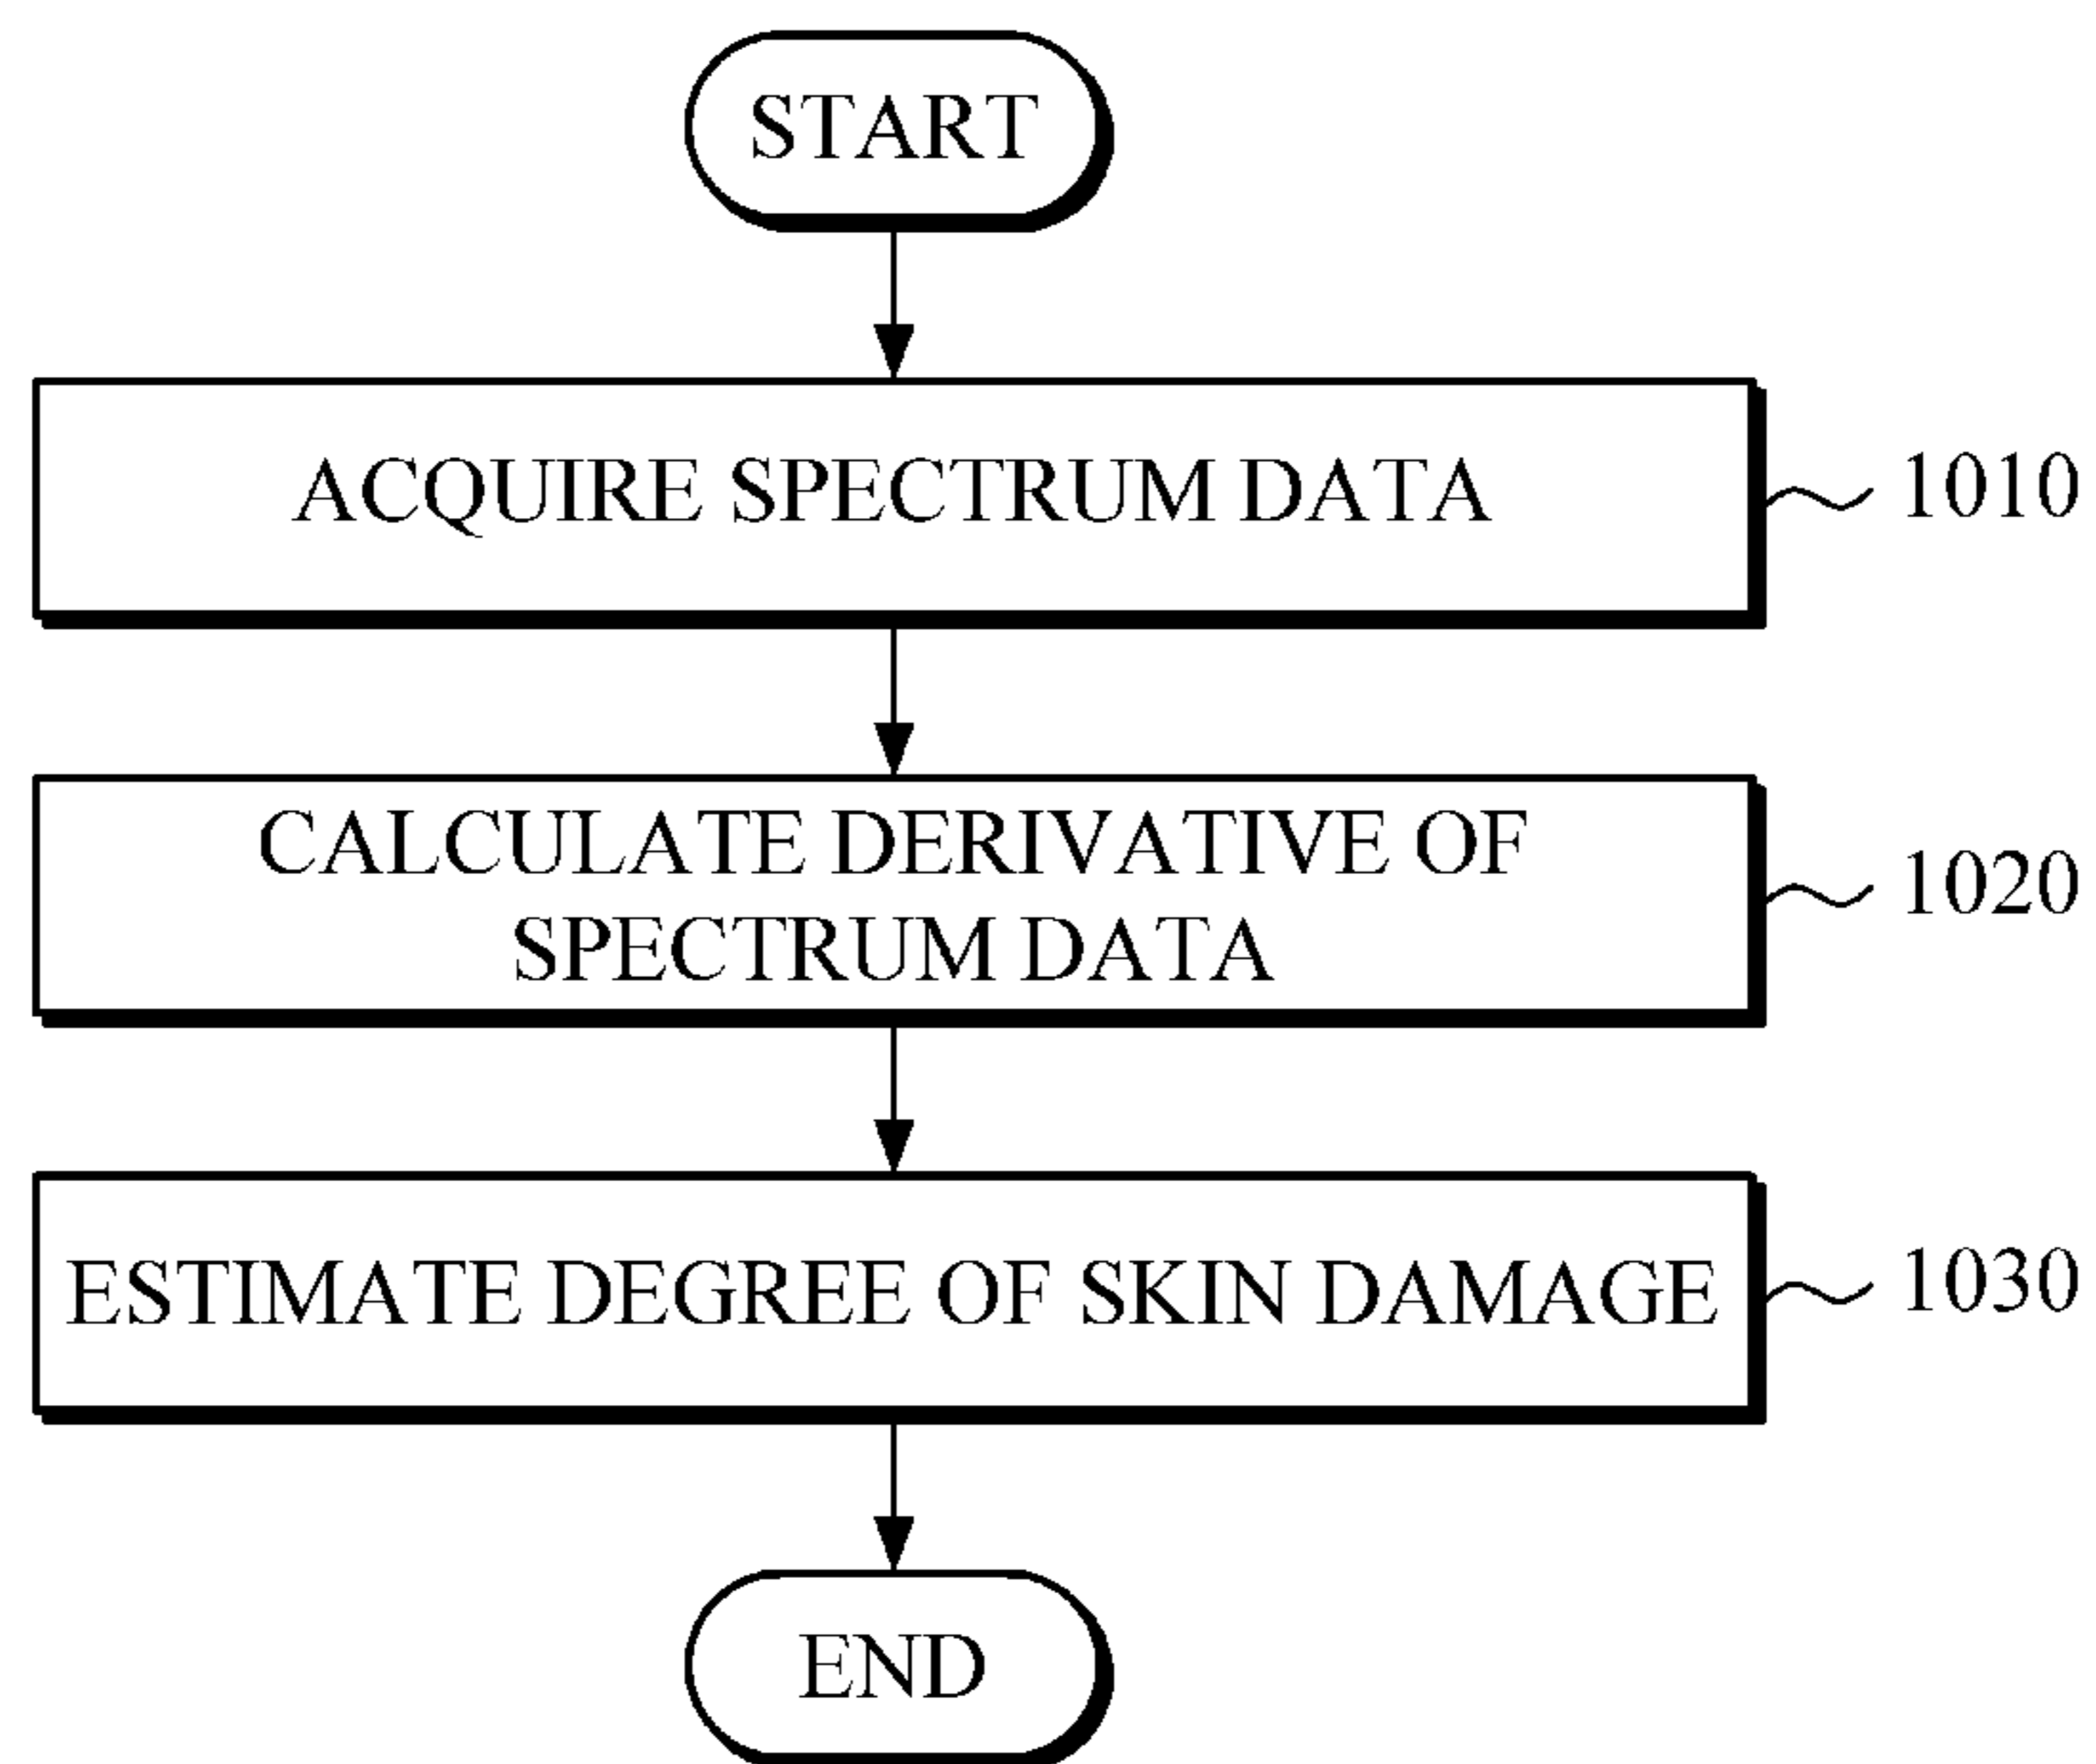 START
ACQUIRE SPECTRUM DATA
1010
CALCULATE DERIVATIVE OF
SPECTRUM DATA
1020
ESTIMATE DEGREE OF SKIN DAMAGE
1030
END